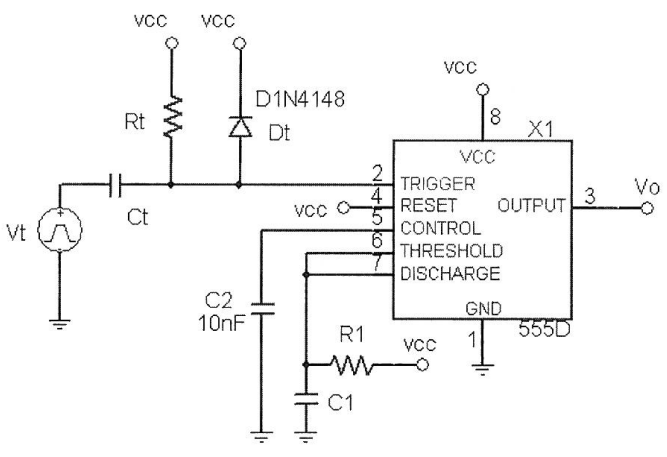 VCC
VCC
VCC
Rt
D1N4148
Dt
8
X1
VCC
2
TRIGGER
Ct
4
VCC
RESET
OUTPUT
3
Vo
Vt
5
CONTROL
6
THRESHOLD
7
DISCHARGE
C2
10nF
GND
1
555D
R1
VCC
C1